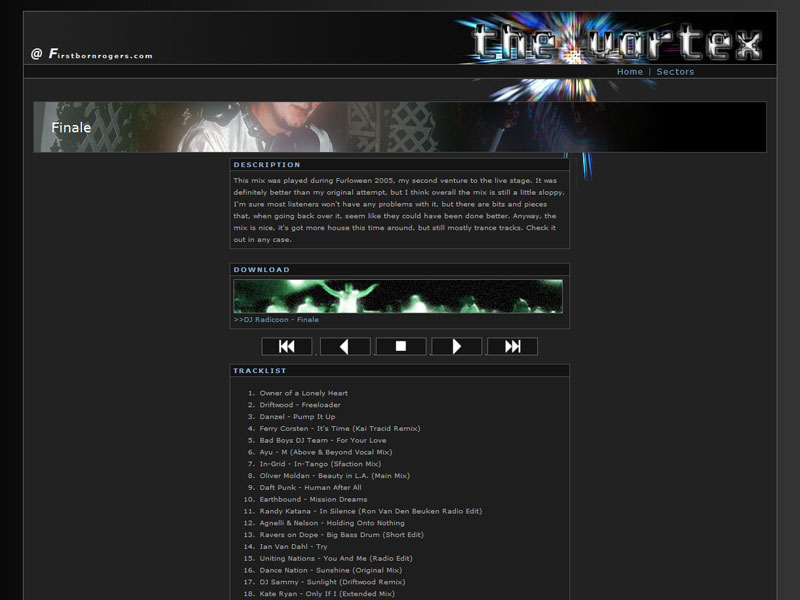 the vortex
@ Firstbornrogers.com
Home | Sectors
Finale
DESCRIPTION
This mix was played during Furloween 2005, my second venture to the live stage. It was
definitely better than my original attempt, but I think overall the mix is still a little sloppy.
I'm sure most listeners won't have any problems with it, but there are bits and pieces
that, when going back over it, seem like they could have been done better. Anyway, the
mix is nice, it's got more house this time around, but still mostly trance tracks. Check it
out in any case.
DOWNLOAD
>>DJ Radicoon - Finale
TRACKLIST
1. Owner of a Lonely Heart
2. Driftwood - Freeloader
3. Danzel - Pump It Up
4. Ferry Corsten - It's Time (Kai Tracid Remix)
5. Bad Boys DJ Team - For Your Love
6. Ayu - M (Above & Beyond Vocal Mix)
7. In-Grid - In-Tango (Sfaction Mix)
8. Oliver Moldan - Beauty in L.A. (Main Mix)
9. Daft Punk - Human After All
10. Earthbound - Mission Dreams
11. Randy Katana - In Silence (Ron Van Den Beuken Radio Edit)
12. Agnelli & Nelson - Holding Onto Nothing
13. Ravers on Dope - Big Bass Drum (Short Edit)
14. Ian Van Dahl - Try
15. Uniting Nations - You And Me (Radio Edit)
16. Dance Nation - Sunshine (Original Mix)
17. DJ Sammy - Sunlight (Driftwood Remix)
18. Kate Ryan - Only If I (Extended Mix)